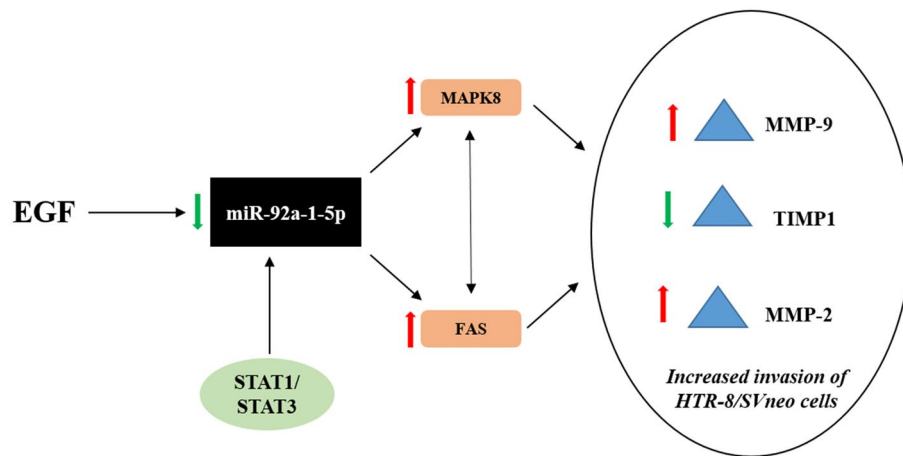 EGF
miR-92a-1-5p
STAT1/
STAT3
MAPK8
FAS
MMP-9
TIMP1
MMP-2
Increased invasion of
HTR-8/SVneo cells